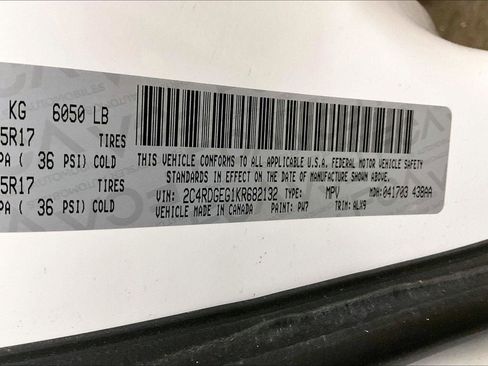 KG 6050 LB
5R17 TIRES
PA ( 36 PSI) COLD
5R17 TIRES
PA ( 36 PSI) COLD
THIS VEHICLE CONFORMS TO ALL APPLICABLE U.S.A. FEDERAL MOTOR VEHICLE SAFETY
STANDARDS IN EFFECT ON THE DATE OF MANUFACTURE SHOWN ABOVE.
VIN: 2C4RDGEG1KR682132 TYPE: MPV MDH: 041703 438AA
VEHICLE MADE IN CANADA PAINT: PW7 TRIM: ALX9